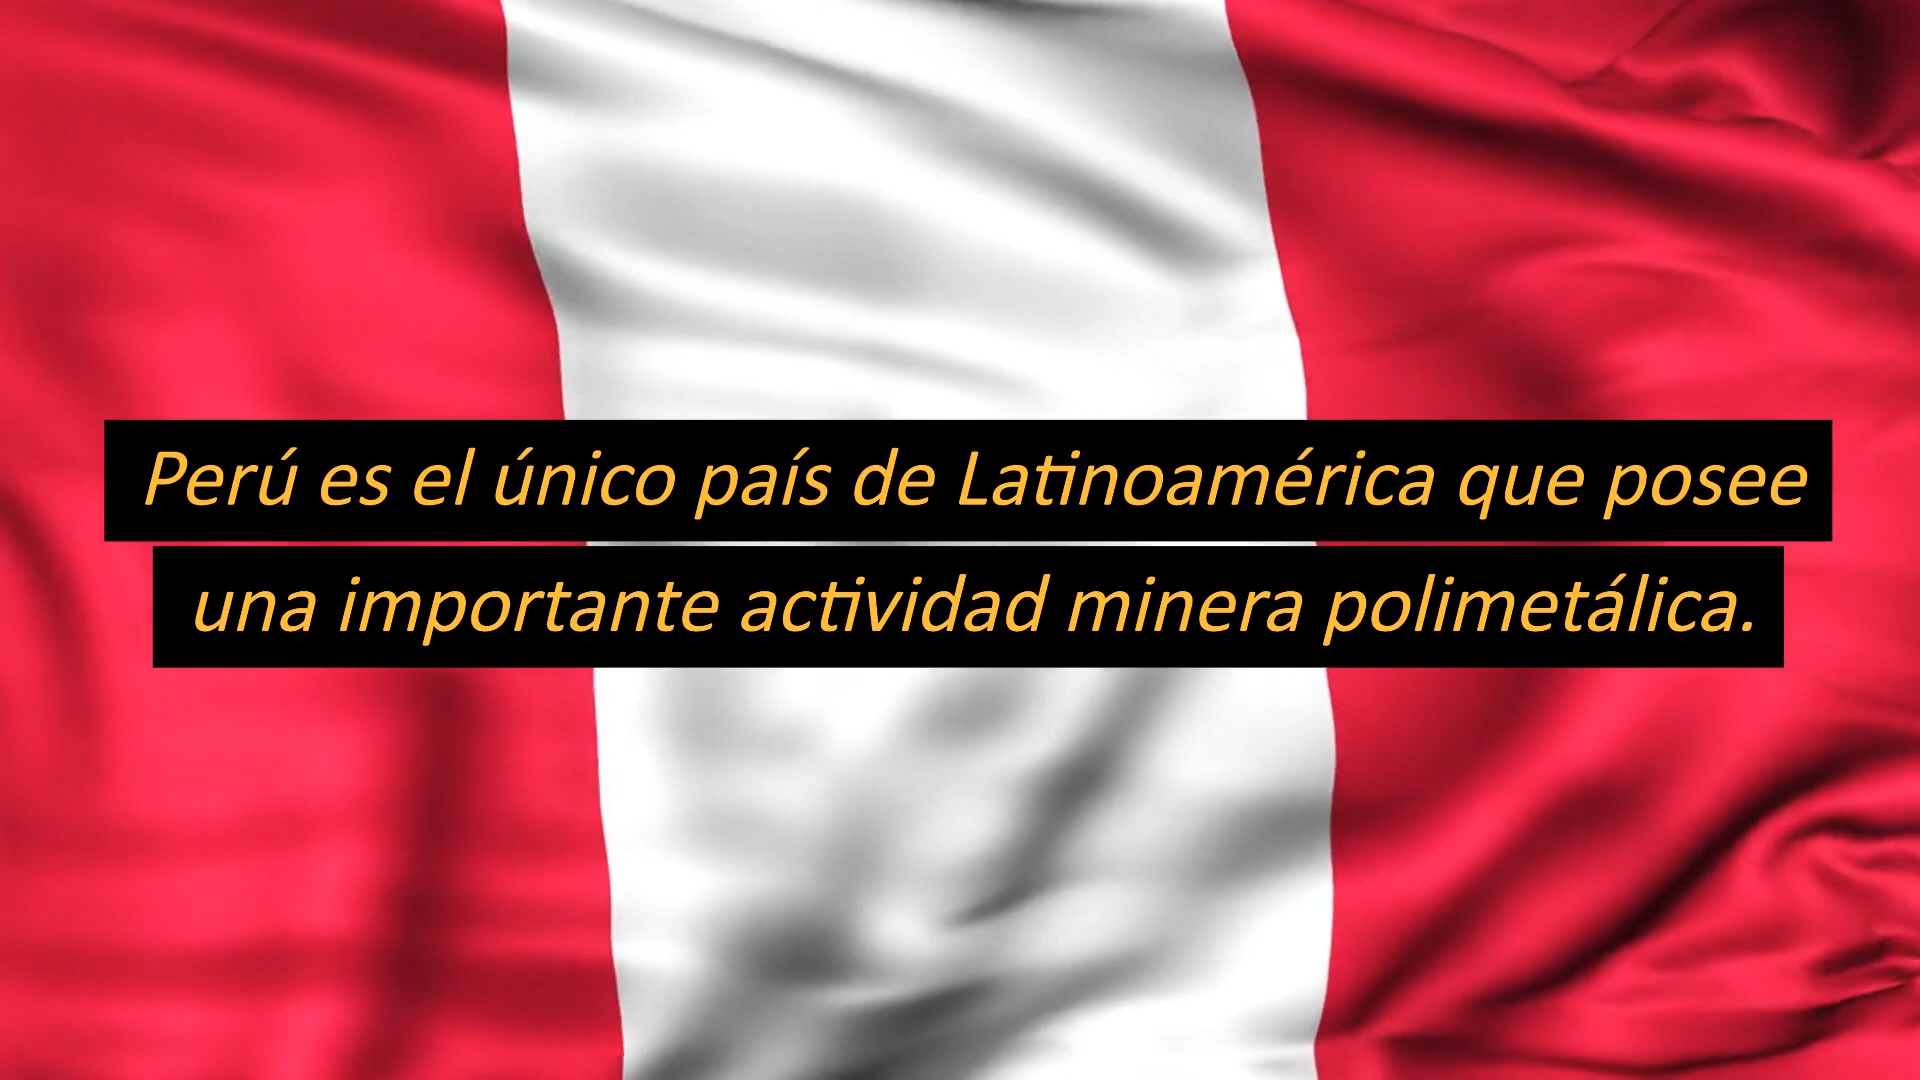 Perú es el único país de Latinoamérica que posee
una importante actividad minera polimetálica.